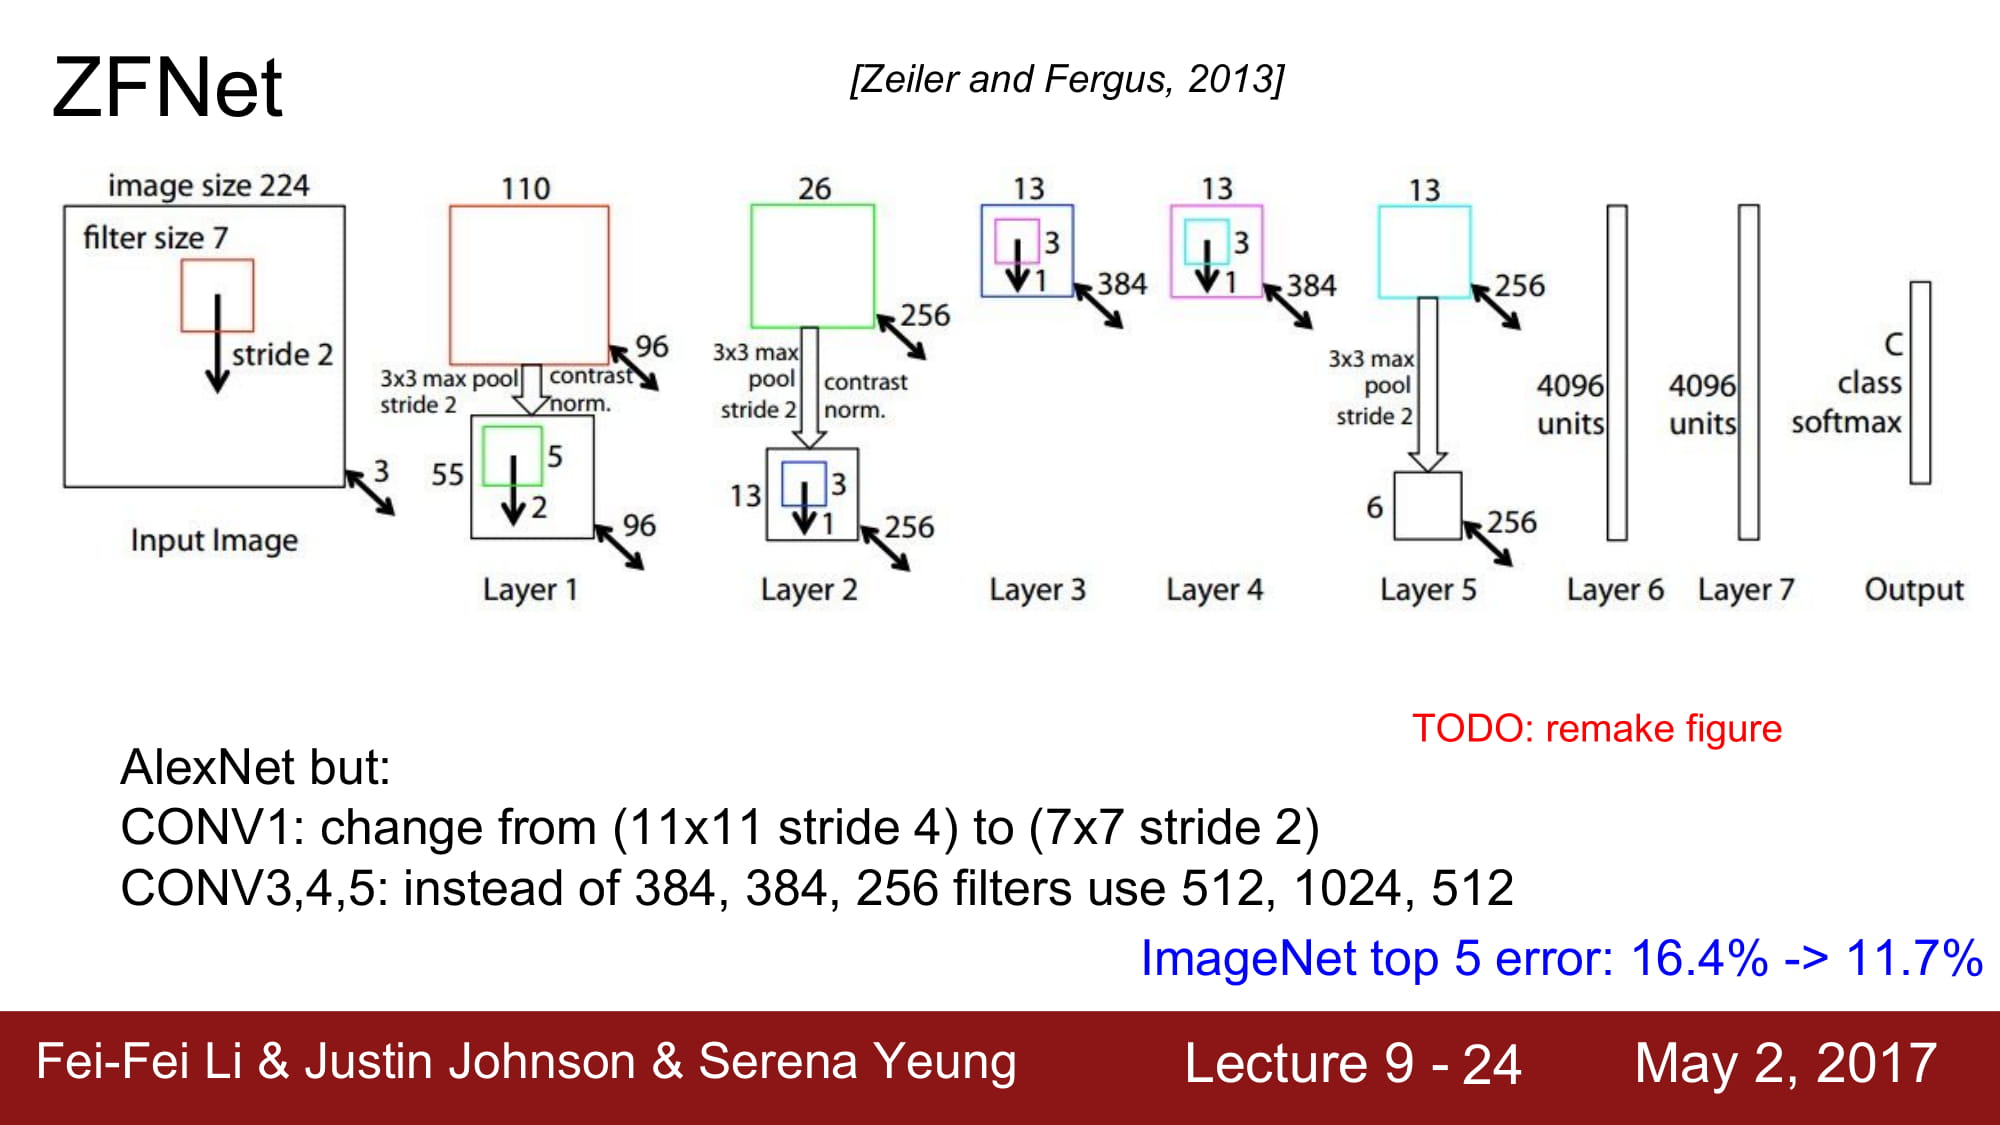 ZFNet
[Zeiler and Fergus, 2013]
image size 224
filter size 7
stride 2
3
Input Image
110
96
3x3 max pool
stride 2
contrast
norm.
55
5
2
96
Layer 1
26
256
3x3 max
pool
stride 2
contrast
norm.
13
3
1
256
Layer 2
13
3
1
384
Layer 3
13
3
1
384
Layer 4
13
256
3x3 max
pool
stride 2
6
256
Layer 5
4096
units
Layer 6
4096
units
Layer 7
C
class
softmax
Output
TODO: remake figure
AlexNet but:
CONV1: change from (11x11 stride 4) to (7x7 stride 2)
CONV3,4,5: instead of 384, 384, 256 filters use 512, 1024, 512
ImageNet top 5 error: 16.4% -> 11.7%
Fei-Fei Li & Justin Johnson & Serena Yeung
Lecture 9 - 24
May 2, 2017